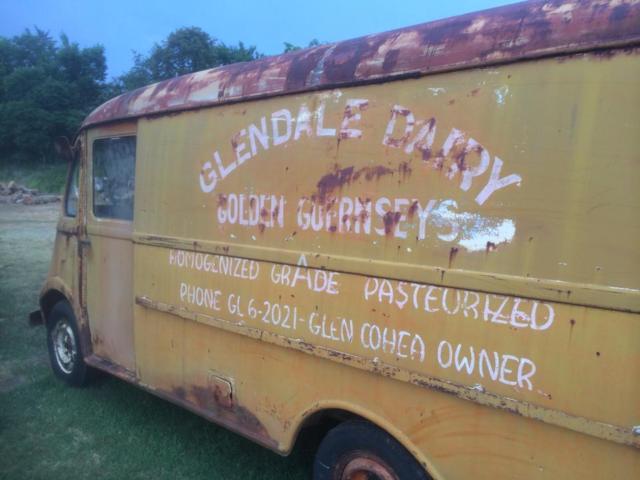 GLENDALE DAIRY
GOLDEN GUERNSEYS
HOMOGENIZED GRADE A PASTEURIZED
PHONE GL 6-2021-GLEN COHEA OWNER